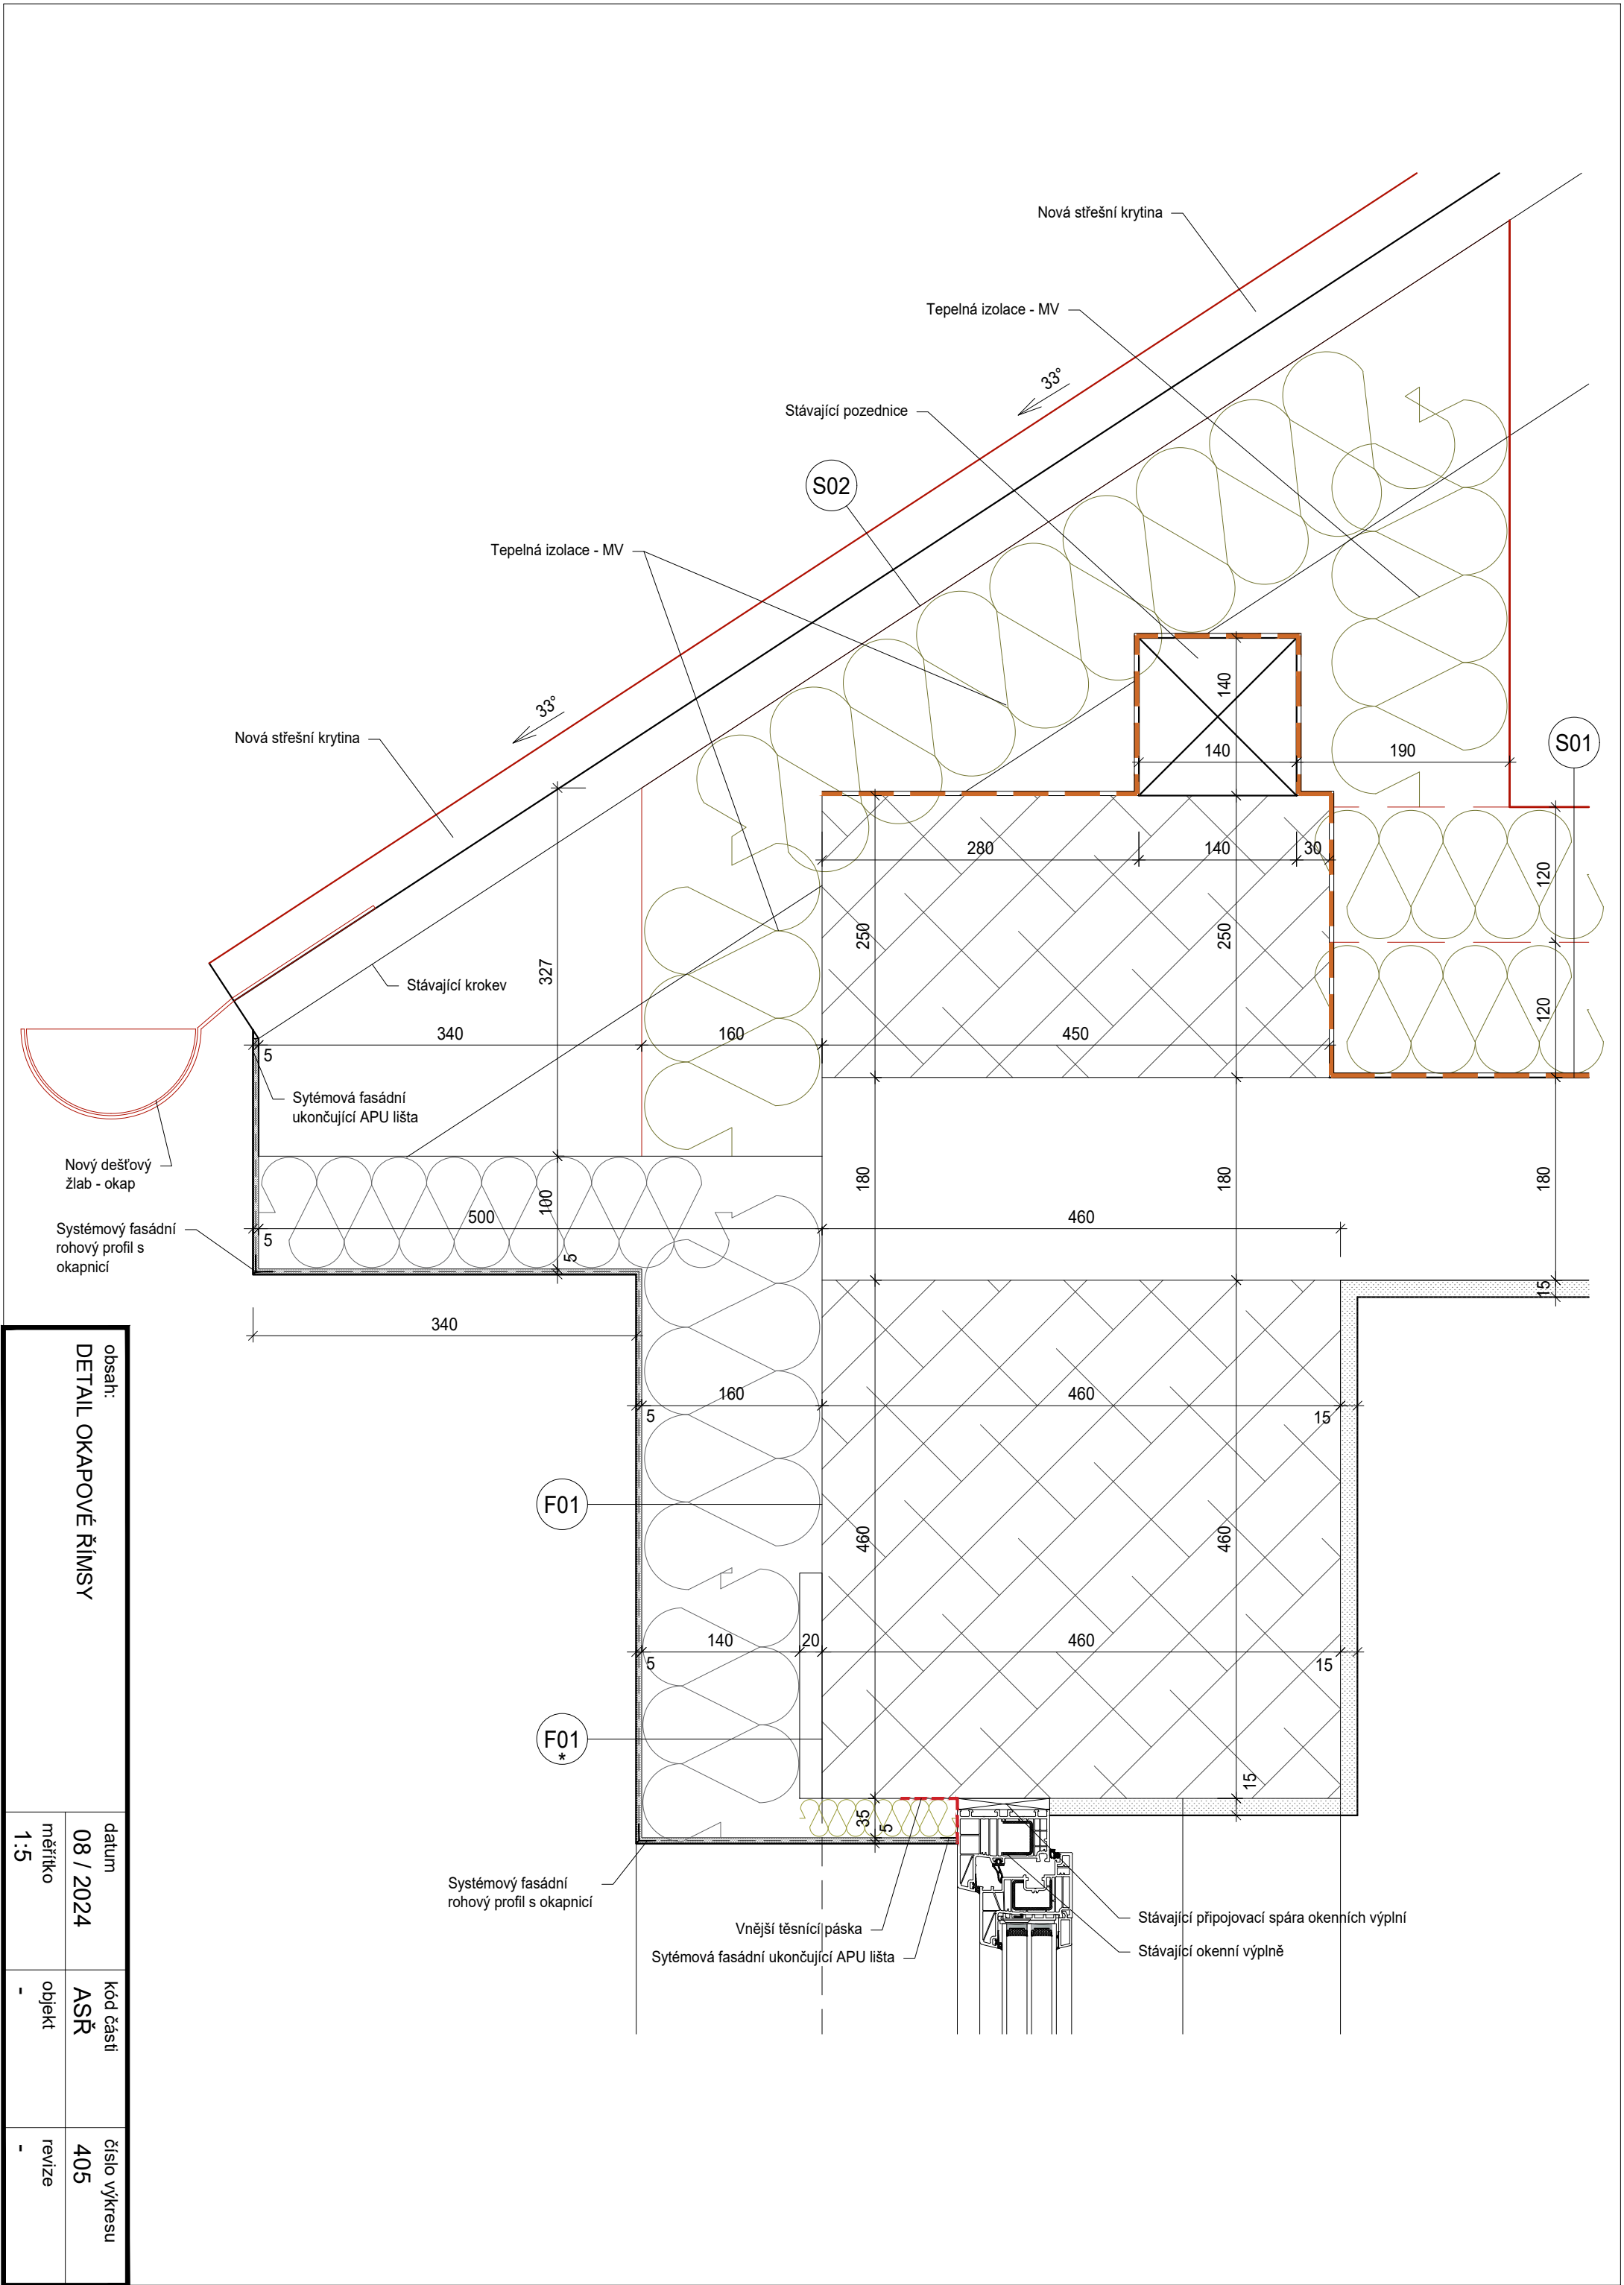 Nová střešní krytina
Tepelná izolace - MV
33°
Stávající pozednice
S02
Tepelná izolace - MV
33°
Nová střešní krytina
140
140
190
S01
280
140
30
120
250
250
327
Stávající krokev
120
340
160
450
5
Sytémová fasádní
ukončující APU lišta
Nový dešťový
žlab - okap
180
180
180
100
500
460
Systémový fasádní
rohový profil s
okapnicí
5
5
15
340
160
460
5
15
F01
460
460
140
20
460
5
15
F01
*
15
35
5
Systémový fasádní
rohový profil s okapnicí
Vnější těsnící páska
Sytémová fasádní ukončující APU lišta
Stávající připojovací spára okenních výplní
Stávající okenní výplně
obsah:
DETAIL OKAPOVÉ ŘÍMSY
datum
08 / 2024
měřítko
1:5
kód části
ASŘ
objekt
-
číslo výkresu
405
revize
-